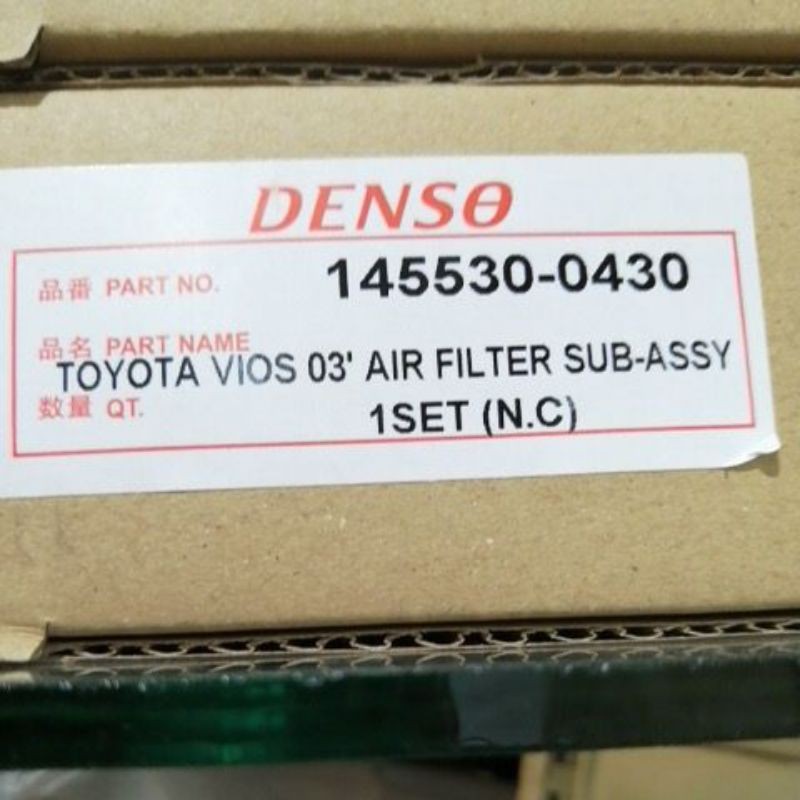 DENSO
品番 PART NO. 145530-0430
品名 PART NAME
TOYOTA VIOS 03' AIR FILTER SUB-ASSY
数量 QT. 1SET (N.C)